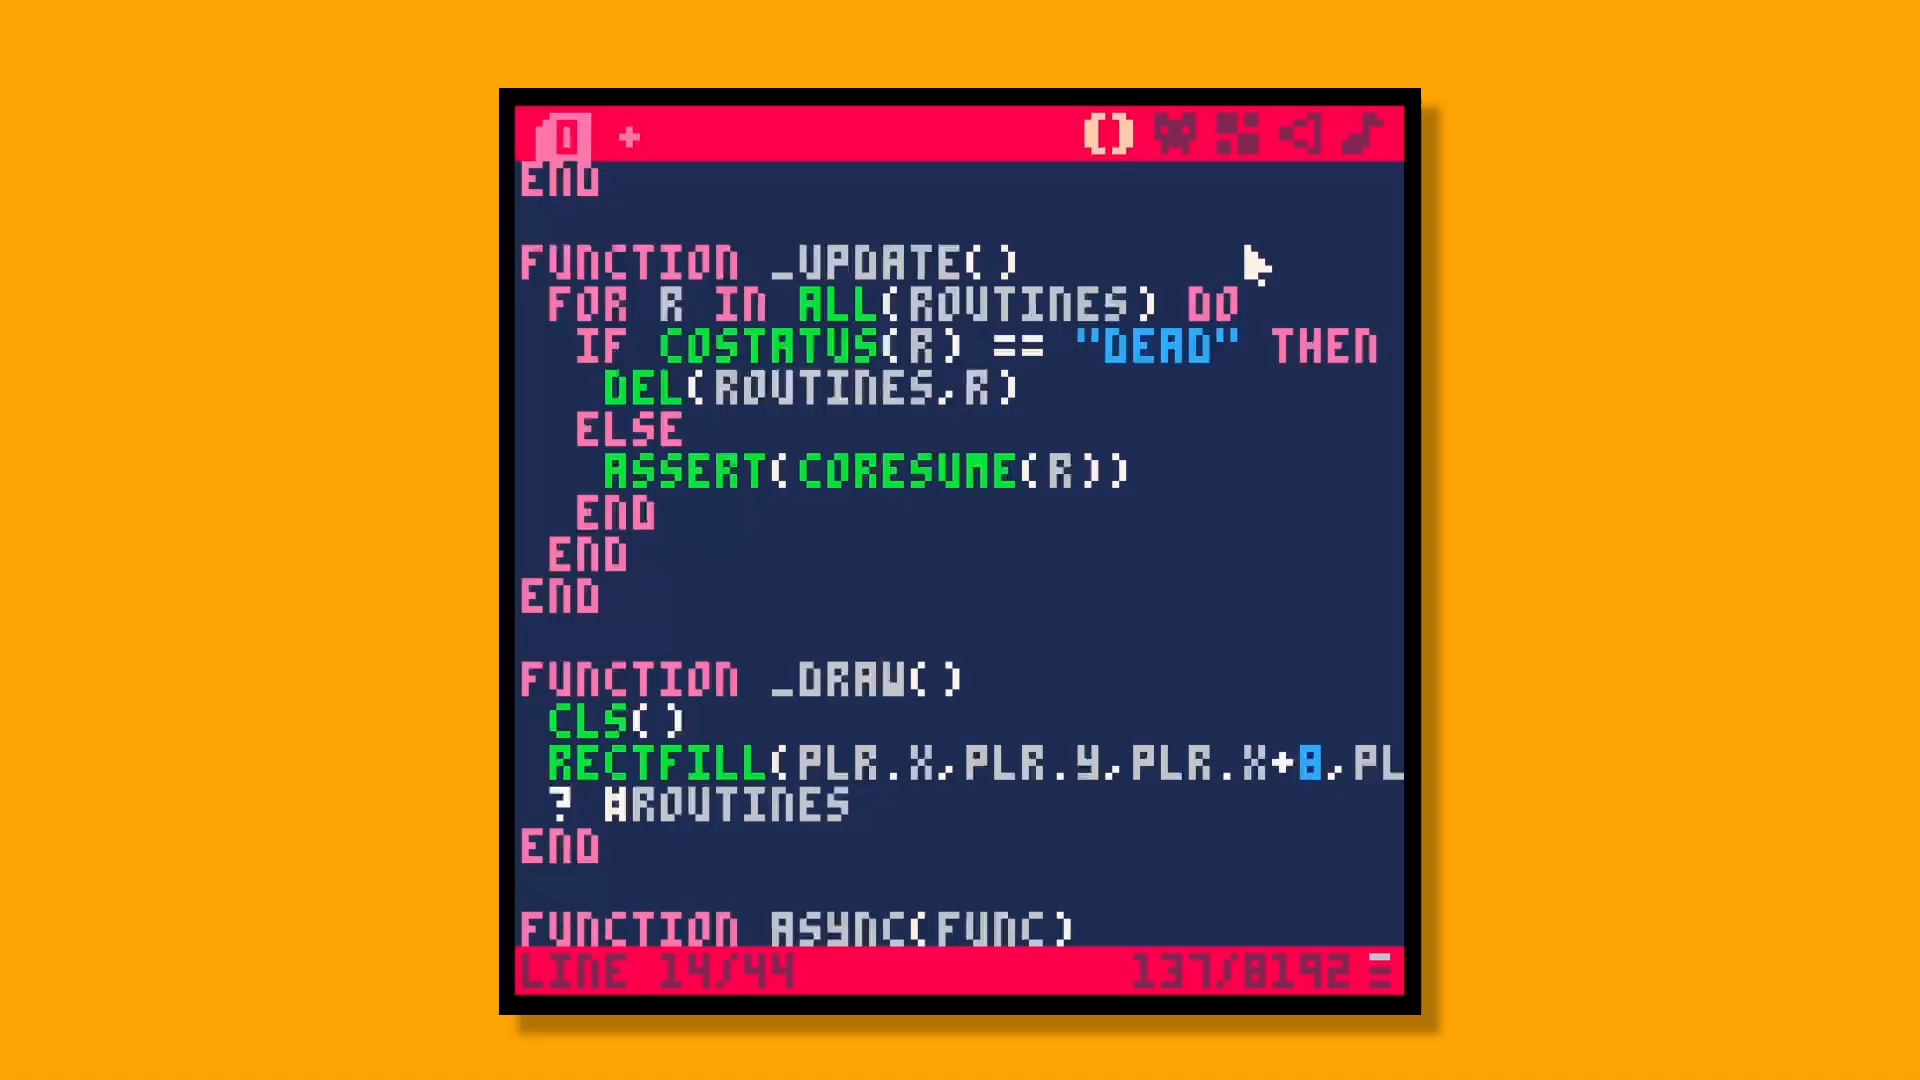 0 +
END
FUNCTION _UPDATE()
FOR R IN ALL(ROUTINES) DO
IF COSTATUS(R) == "DEAD" THEN
DEL(ROUTINES,R)
ELSE
ASSERT(CORESUME(R))
END
END
END
FUNCTION _DRAW()
CLS()
RECTFILL(PLR.X,PLR.Y,PLR.X+8,PL
? #ROUTINES
END
FUNCTION ASYNC(FUNC)
LINE 14/44 137/8192